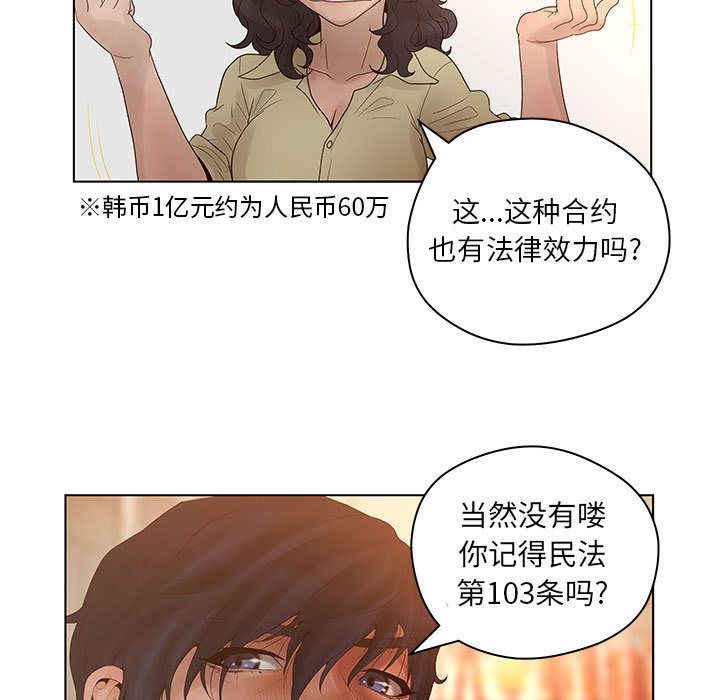 ※韩币1亿元约为人民币60万
这...这种合约
也有法律效力吗?
当然没有喽
你记得民法
第103条吗?